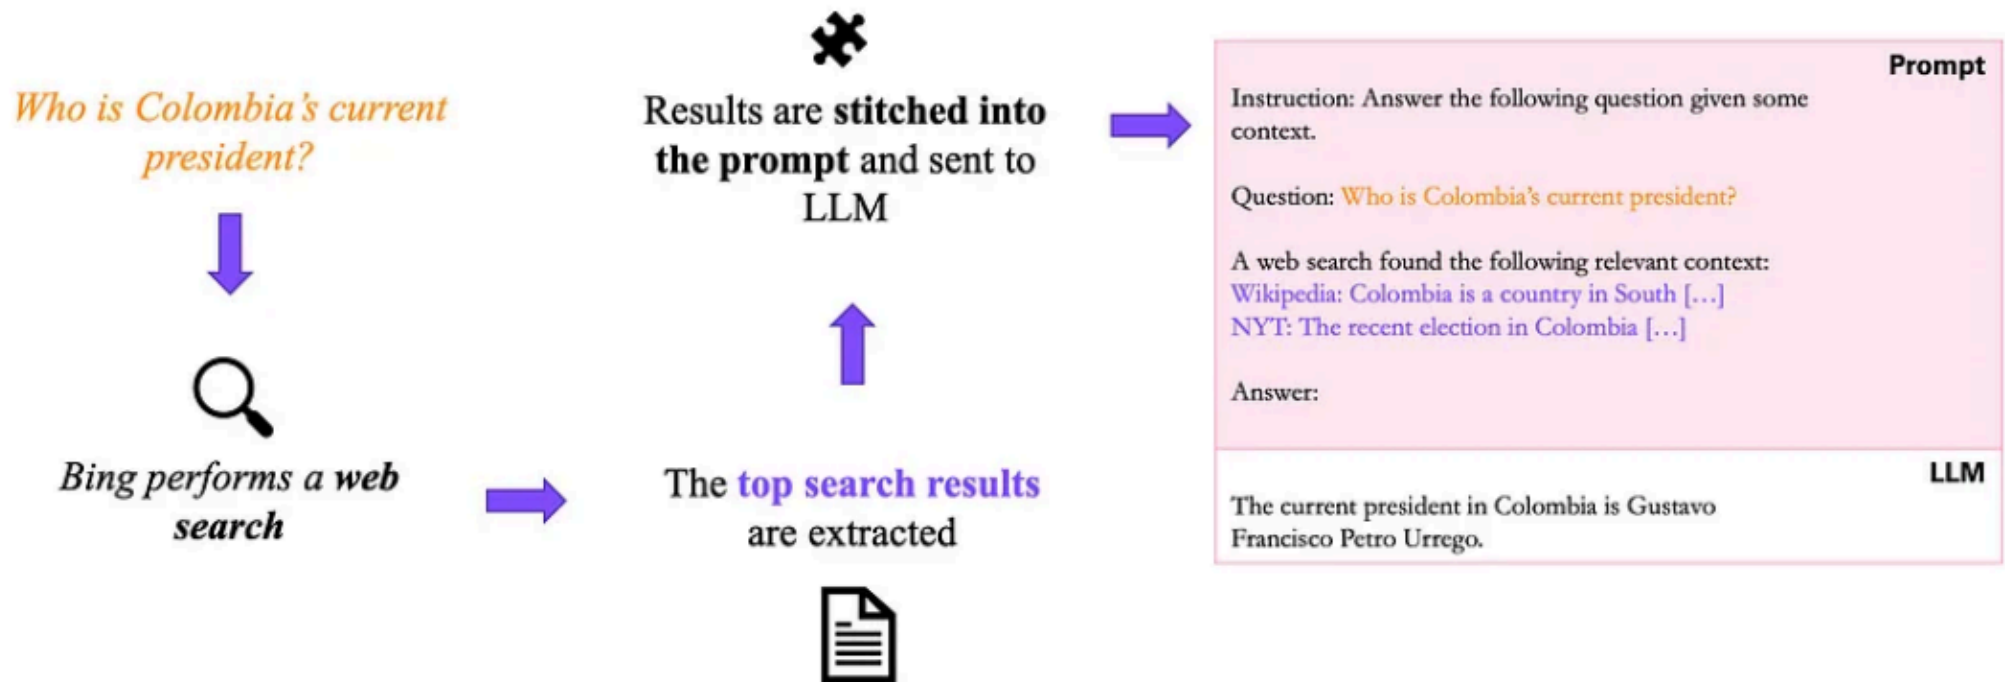 Who is Colombia's current
president?
Bing performs a web
search
The top search results
are extracted
Results are stitched into
the prompt and sent to
LLM
Prompt
Instruction: Answer the following question given some
context.
Question: Who is Colombia's current president?
A web search found the following relevant context:
Wikipedia: Colombia is a country in South [...]
NYT: The recent election in Colombia [...]
Answer:
LLM
The current president in Colombia is Gustavo
Francisco Petro Urrego.